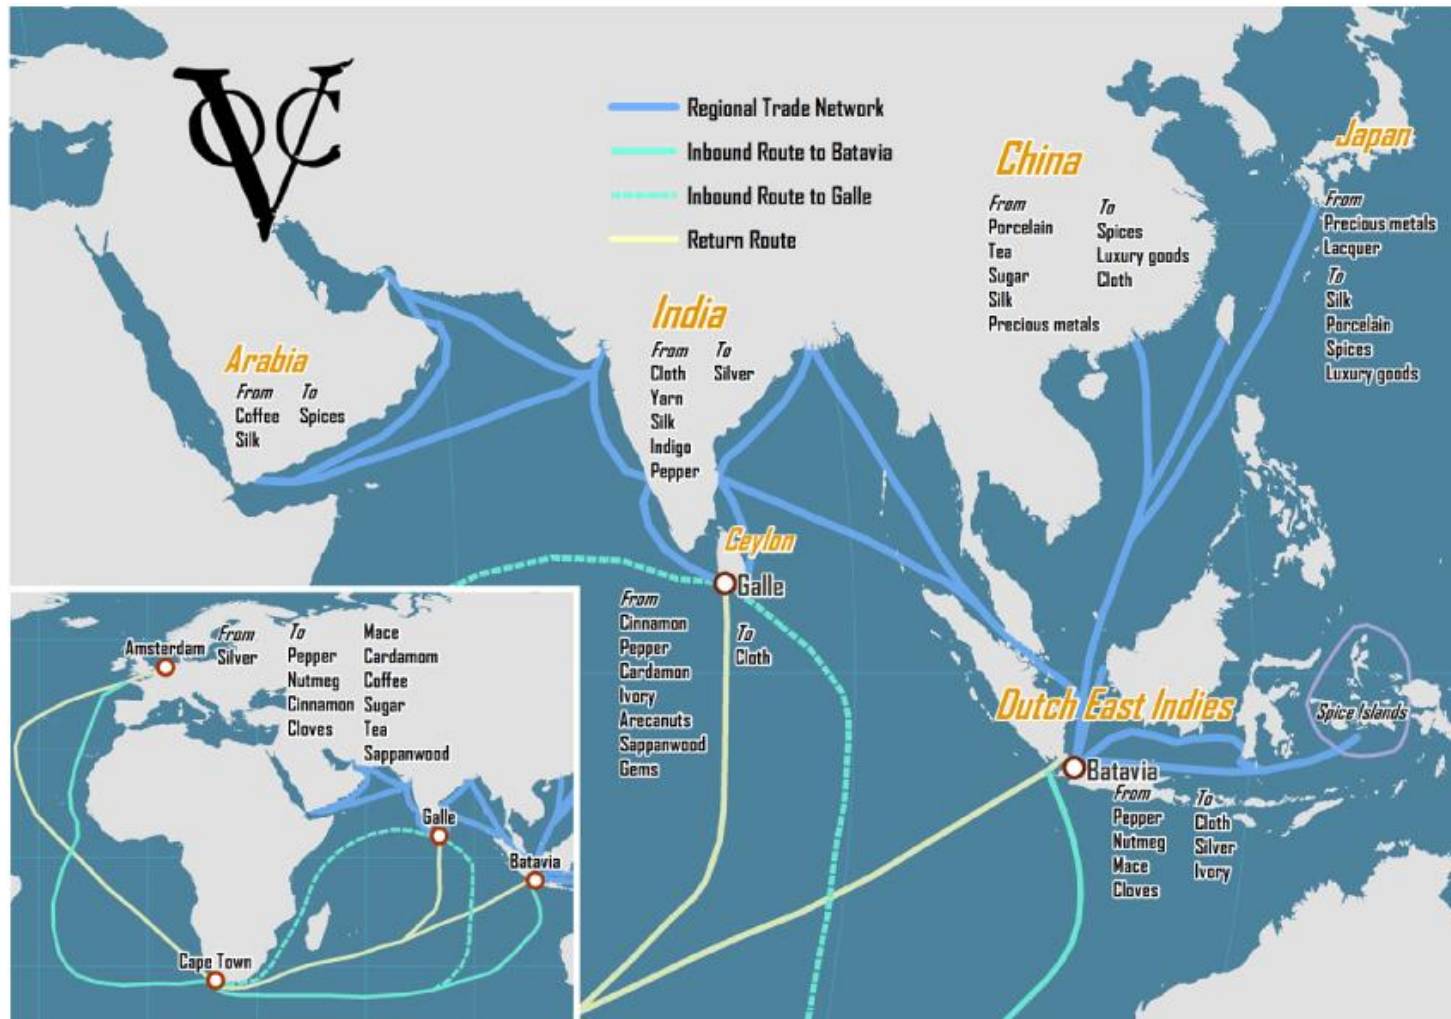 VOC
Regional Trade Network
Inbound Route to Batavia
Inbound Route to Galle
Return Route
China
From
Porcelain
Tea
Sugar
Silk
Precious metals
To
Spices
Luxury goods
Cloth
Japan
From
Precious metals
Lacquer
To
Silk
Porcelain
Spices
Luxury goods
India
From
Cloth
Yarn
Silk
Indigo
Pepper
To
Silver
Arabia
From
Coffee
Silk
To
Spices
Ceylon
Galle
From
Cinnamon
Pepper
Cardamon
Ivory
Arecanuts
Sappanwood
Gems
To
Cloth
Dutch East Indies
Spice Islands
Batavia
From
Pepper
Nutmeg
Mace
Cloves
To
Cloth
Silver
Ivory
Amsterdam
From
Silver
To
Pepper
Nutmeg
Cinnamon
Cloves
Mace
Cardamom
Coffee
Sugar
Tea
Sappanwood
Galle
Batavia
Cape Town